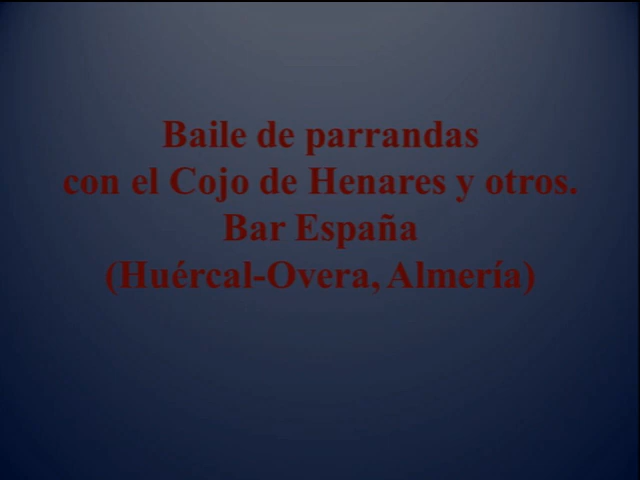 Baile de parrandas
con el Cojo de Henares y otros.
Bar España
(Huércal-Overa, Almería)